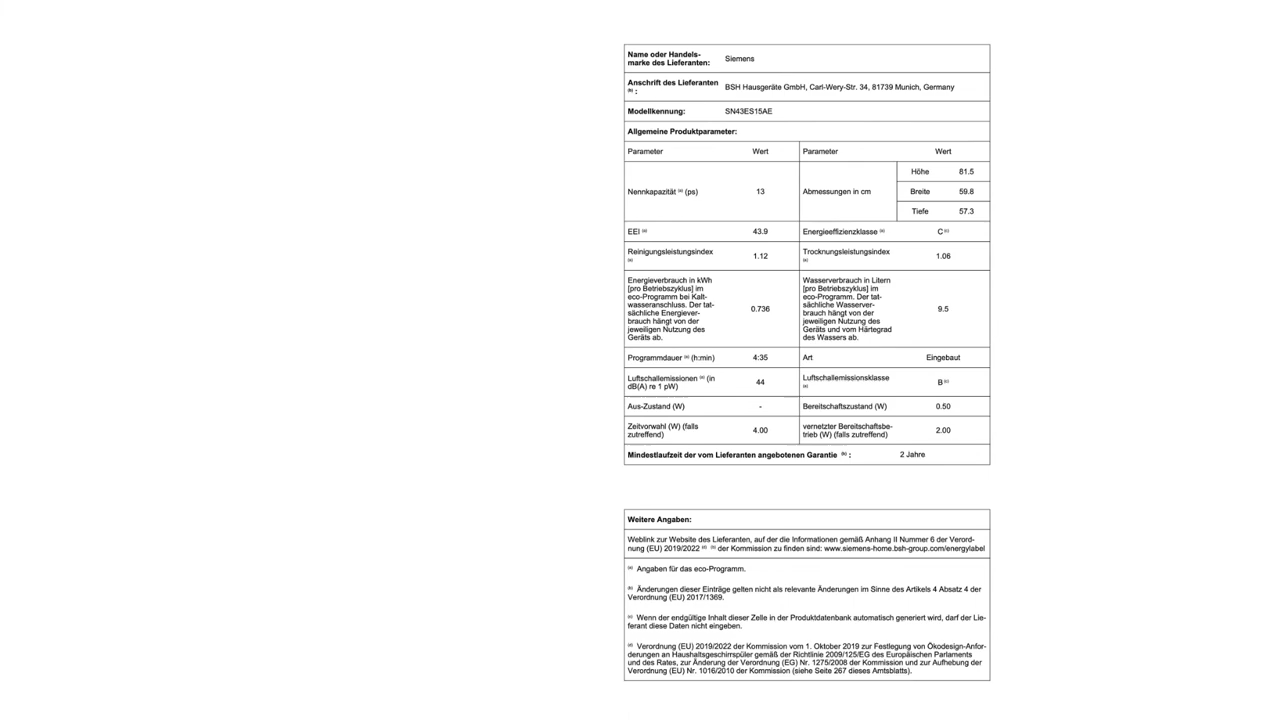 Name oder Handels-
marke des Lieferanten: Siemens
Anschrift des Lieferanten
(b) : BSH Hausgeräte GmbH, Carl-Wery-Str. 34, 81739 Munich, Germany
Modellkennung: SN43ES15AE
Allgemeine Produktparameter:
Parameter Wert Parameter Wert
Nennkapazität (a) (ps) 13 Abmessungen in cm
Höhe 81.5
Breite 59.8
Tiefe 57.3
EEI (a) 43.9 Energieeffizienzklasse (a) C (c)
Reinigungsleistungsindex
(a) 1.12
Trocknungsleistungsindex
(a) 1.06
Energieverbrauch in kWh
[pro Betriebszyklus] im
eco-Programm bei Kalt-
wasseranschluss. Der tat-
sächliche Energiever-
brauch hängt von der
jeweiligen Nutzung des
Geräts ab.
0.736
Wasserverbrauch in Litern
[pro Betriebszyklus] im
eco-Programm. Der tat-
sächliche Wasserver-
brauch hängt von der
jeweiligen Nutzung des
Geräts und vom Härtegrad
des Wassers ab.
9.5
Programmdauer (a) (h:min) 4:35 Art Eingebaut
Luftschallemissionen (a) (in
dB(A) re 1 pW) 44
Luftschallemissionsklasse
(a) B (c)
Aus-Zustand (W) - Bereitschaftszustand (W) 0.50
Zeitvorwahl (W) (falls
zutreffend) 4.00
vernetzter Bereitschaftsbe-
trieb (W) (falls zutreffend) 2.00
Mindestlaufzeit der vom Lieferanten angebotenen Garantie (b) : 2 Jahre
Weitere Angaben:
Weblink zur Website des Lieferanten, auf der die Informationen gemäß Anhang II Nummer 6 der Verord-
nung (EU) 2019/2022 (d) (b) der Kommission zu finden sind: www.siemens-home.bsh-group.com/energylabel
(a) Angaben für das eco-Programm.
(b) Änderungen dieser Einträge gelten nicht als relevante Änderungen im Sinne des Artikels 4 Absatz 4 der
Verordnung (EU) 2017/1369.
(c) Wenn der endgültige Inhalt dieser Zelle in der Produktdatenbank automatisch generiert wird, darf der Lie-
ferant diese Daten nicht eingeben.
(d) Verordnung (EU) 2019/2022 der Kommission vom 1. Oktober 2019 zur Festlegung von Ökodesign-Anfor-
derungen an Haushaltsgeschirrspüler gemäß der Richtlinie 2009/125/EG des Europäischen Parlaments
und des Rates, zur Änderung der Verordnung (EG) Nr. 1275/2008 der Kommission und zur Aufhebung der
Verordnung (EU) Nr. 1016/2010 der Kommission (siehe Seite 267 dieses Amtsblatts).